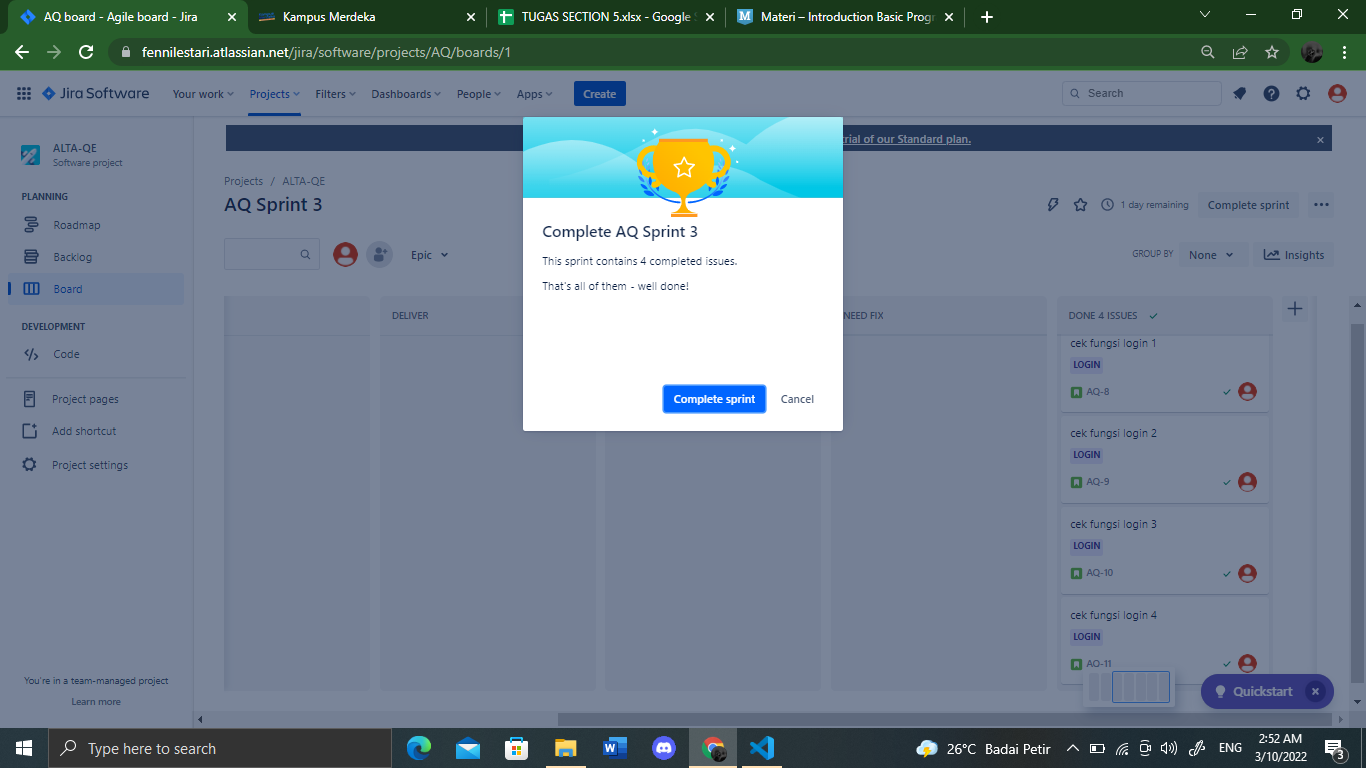 AQ board - Agile board - Jira
Kampus Merdeka
TUGAS SECTION 5.xlsx - Google
Materi – Introduction Basic Prog
fennilestari.atlassian.net/jira/software/projects/AQ/boards/1
Jira Software
Your work
Projects
Filters
Dashboards
People
Apps
Create
Search
ALTA-QE
Software project
trial of our Standard plan.
PLANNING
Roadmap
Backlog
Board
DEVELOPMENT
Code
Project pages
Add shortcut
Project settings
You're in a team-managed project
Learn more
Projects / ALTA-QE
AQ Sprint 3
1 day remaining
Complete sprint
Epic
GROUP BY
None
Insights
DELIVER
NEED FIX
DONE 4 ISSUES
cek fungsi login 1
LOGIN
AQ-8
cek fungsi login 2
LOGIN
AQ-9
cek fungsi login 3
LOGIN
AQ-10
cek fungsi login 4
LOGIN
AQ-11
Complete AQ Sprint 3
This sprint contains 4 completed issues.
That's all of them - well done!
Complete sprint
Cancel
Quickstart
Type here to search
26°C Badai Petir
ENG
2:52 AM
3/10/2022
3